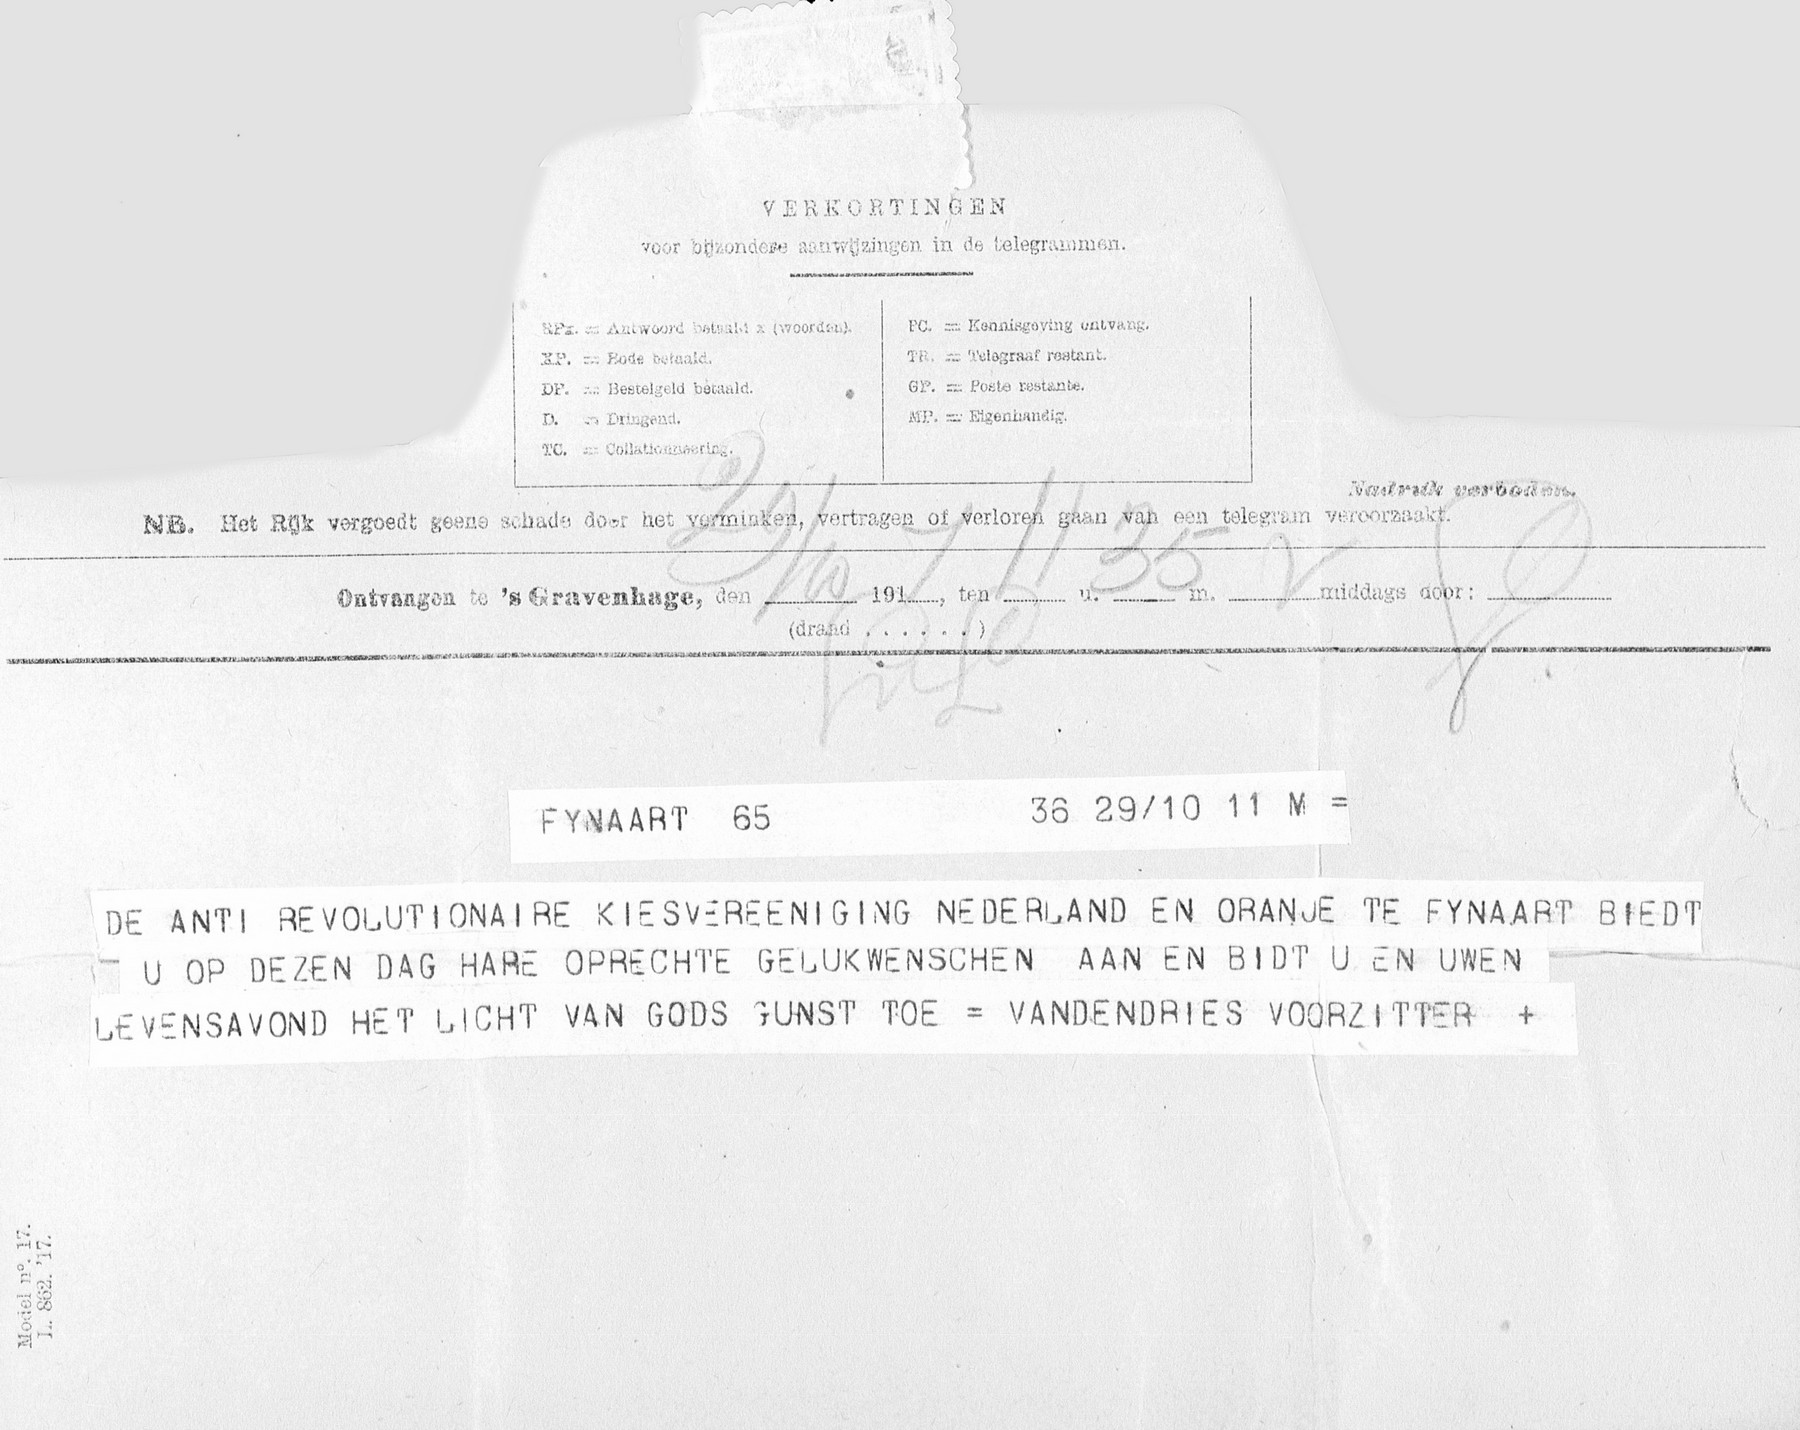 VERKORTINGEN
voor bijzondere aanwijzingen in de telegrammen.
RPx. = Antwoord betaald x (woorden).
XP. = Bode betaald.
DP. = Bestelgeld betaald.
D. = Dringend.
TC. = Collationneering.
PC. = Kennisgeving ontvang.
TR. = Telegraaf restant.
GP. = Poste restante.
MP. = Eigenhandig.
Nadruk verboden.
NB. Het Rijk vergoedt geene schade door het verminken, vertragen of verloren gaan van een telegram veroorzaakt.
29/10 7 11 35 V
Ontvangen te 's Gravenhage, den 191 , ten u. m. middags door:
(draad ......)
FYNAART 65 36 29/10 11 M =
DE ANTI REVOLUTIONAIRE KIESVEREENIGING NEDERLAND EN ORANJE TE FYNAART BIEDT
U OP DEZEN DAG HARE OPRECHTE GELUKWENSCHEN AAN EN BIDT U EN UWEN
LEVENSAVOND HET LICHT VAN GODS GUNST TOE = VANDENDRIES VOORZITTER +
Model nº. 17.
L. 862. '17.